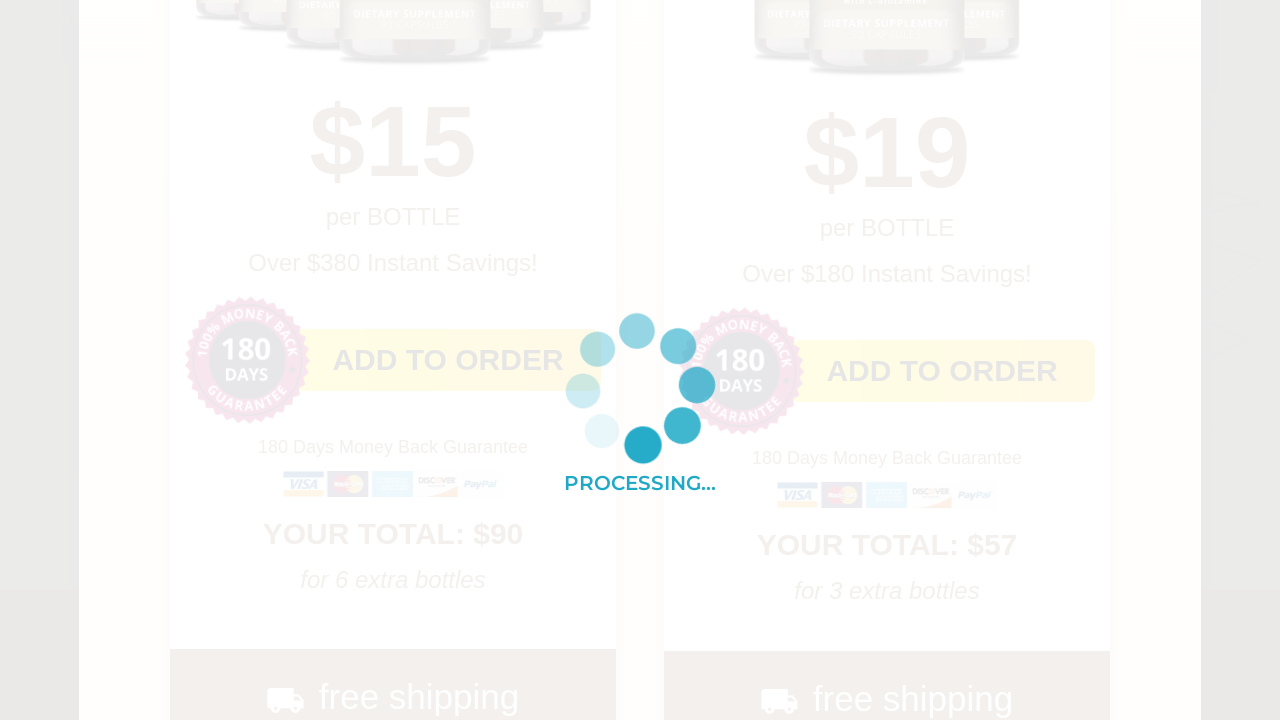 DIETARY SUPPLEMENT
DIETARY SUPPLEMENT
$15
per BOTTLE
Over $380 Instant Savings!
100% MONEY BACK
180
DAYS
GUARANTEE
ADD TO ORDER
180 Days Money Back Guarantee
VISA MasterCard DISCOVER PayPal
YOUR TOTAL: $90
for 6 extra bottles
free shipping
$19
per BOTTLE
Over $180 Instant Savings!
100% MONEY BACK
180
DAYS
GUARANTEE
ADD TO ORDER
180 Days Money Back Guarantee
VISA MasterCard DISCOVER PayPal
YOUR TOTAL: $57
for 3 extra bottles
free shipping
PROCESSING...